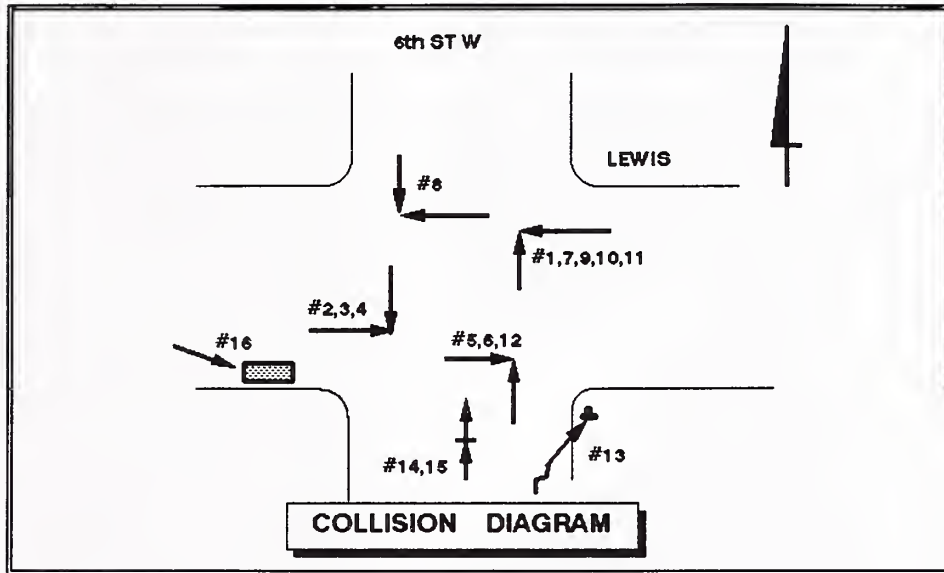 6th ST W
LEWIS
#8
#1,7,9,10,11
#2,3,4
#5,6,12
#16
#14,15
#13
COLLISION DIAGRAM